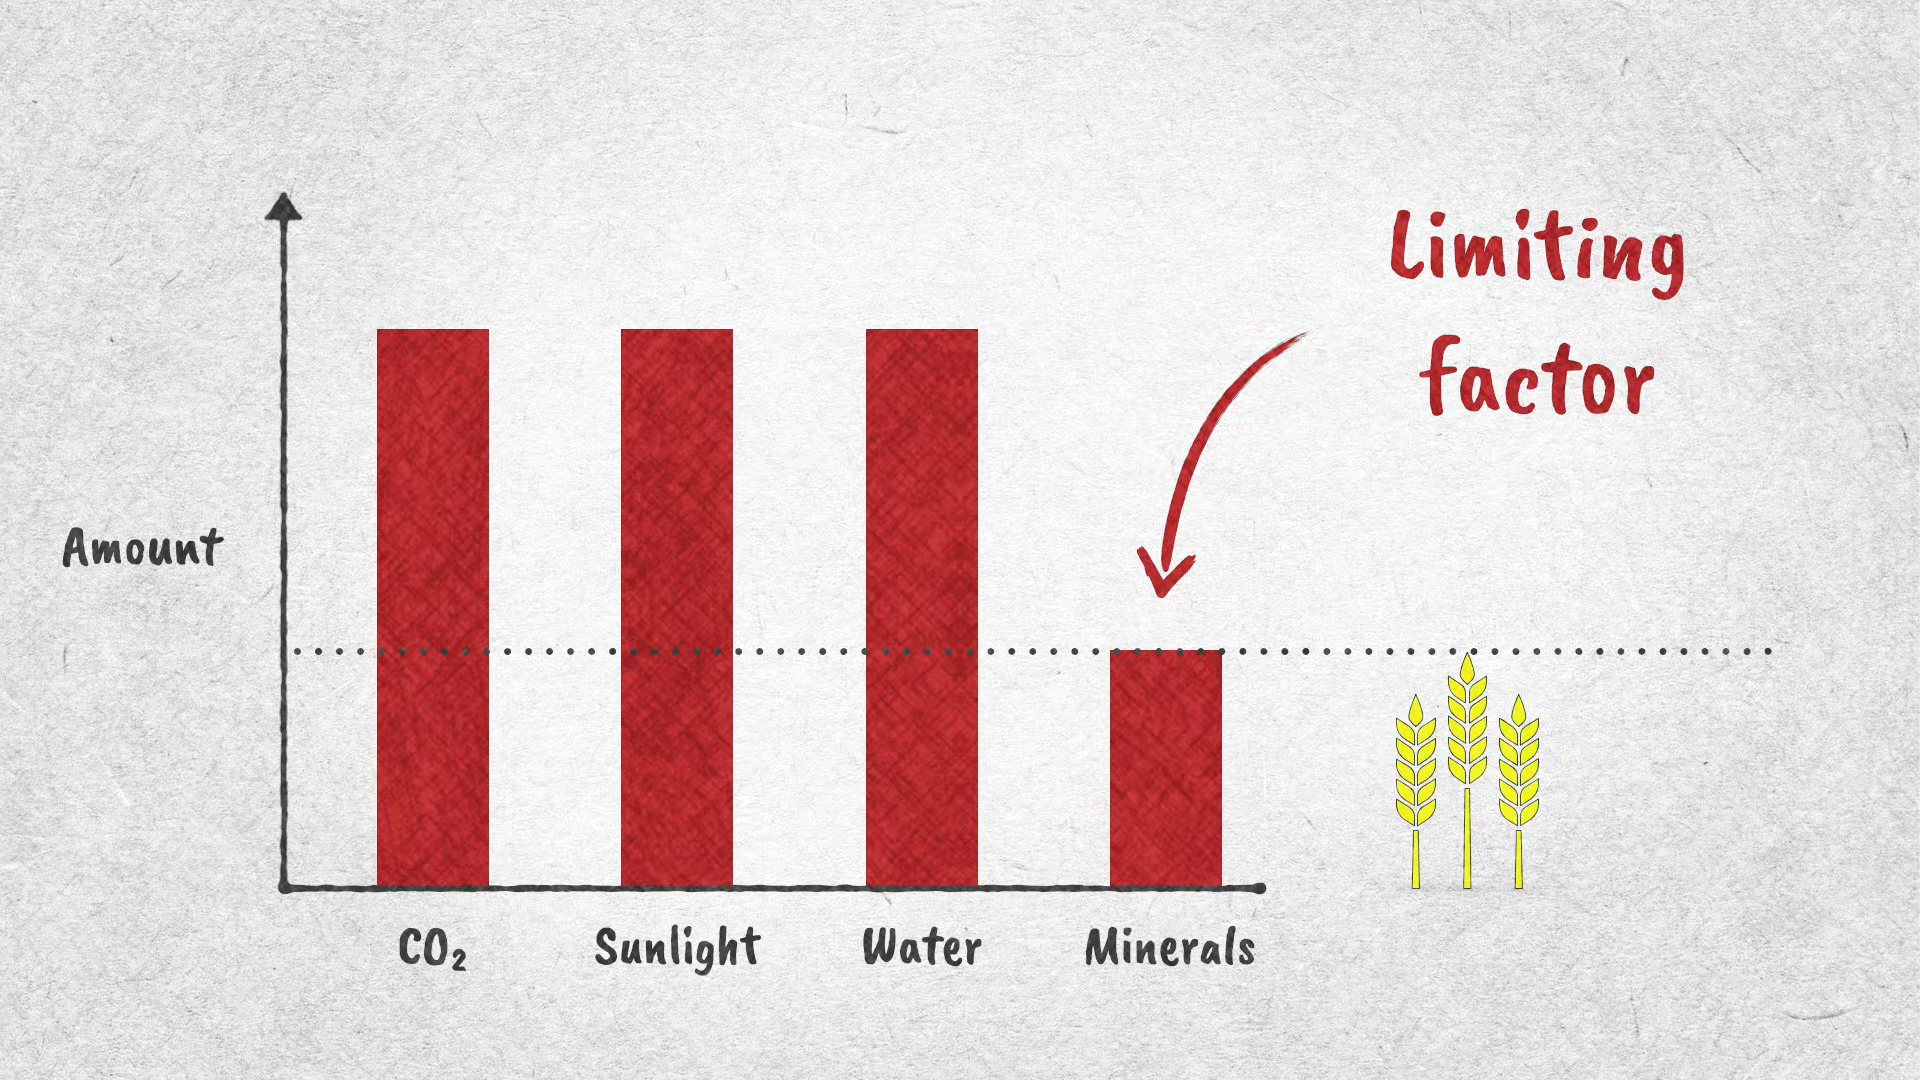 Limiting
factor
Amount
CO₂
Sunlight
Water
Minerals